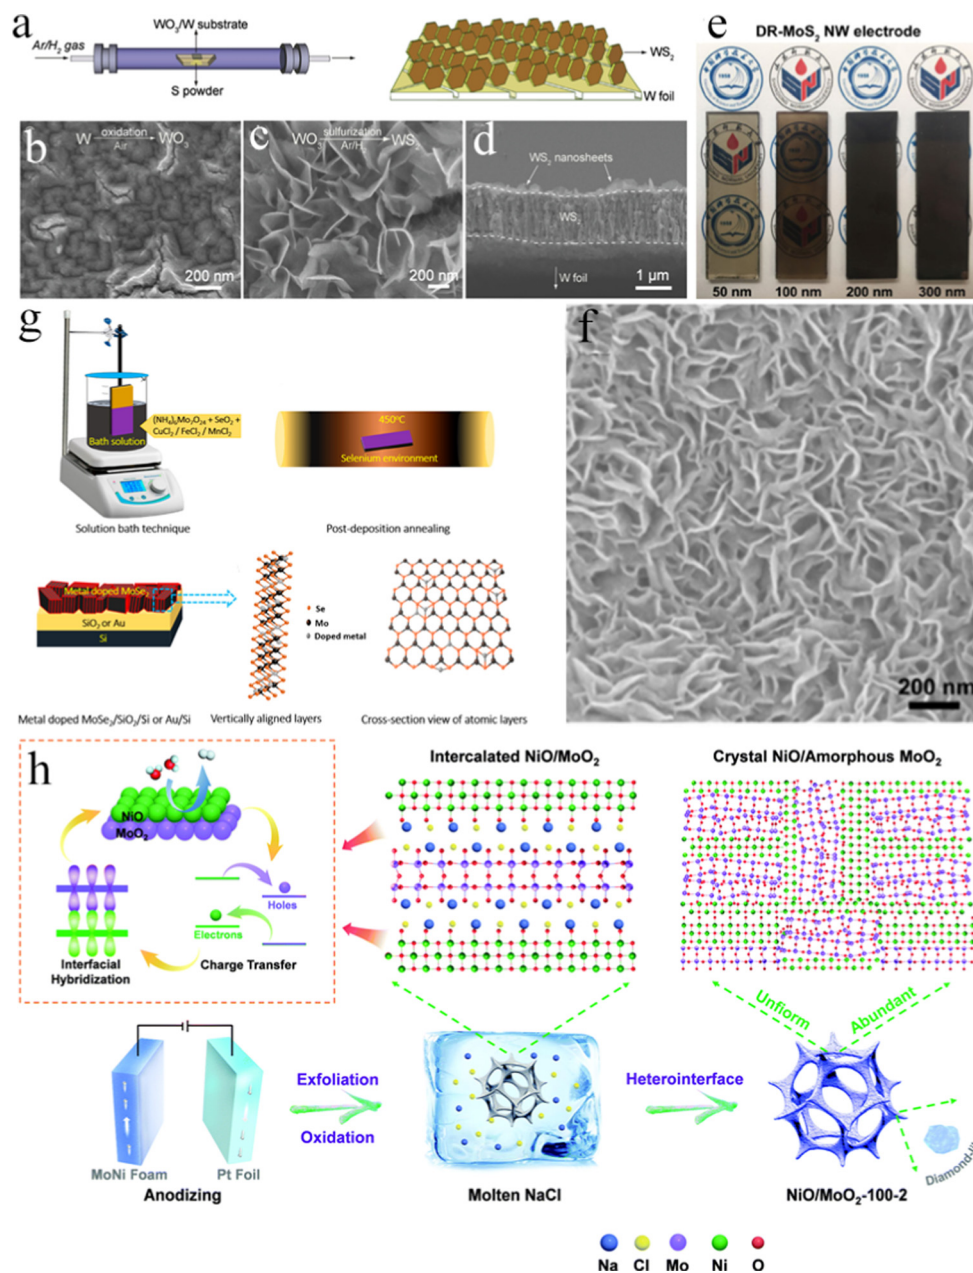 a
WO3/W substrate
Ar/H2 gas
S powder
WS2
W foil
b
W oxidation WO3
Air
200 nm
c
WO3 sulfurization WS
Ar/H
200 nm
d
WS2 nanosheets
WS2
W foil
1 μm
e
DR-MoS2 NW electrode
50 nm
100 nm
200 nm
300 nm
g
(NH4)6Mo7O24 + SeO2 +
CuCl2 / FeCl2 / MnCl2
Bath solution
Solution bath technique
450°C
Selenium environment
Post-deposition annealing
Metal doped MoSe2
SiO2 or Au
Si
Metal doped MoSe2/SiO2/Si or Au/Si
Se
Mo
Doped metal
Vertically aligned layers
Cross-section view of atomic layers
f
200 nm
h
NiO
MoO2
Holes
Electrons
Interfacial
Hybridization
Charge Transfer
Intercalated NiO/MoO2
Crystal NiO/Amorphous MoO2
Unfiorm
Abundant
MoNi Foam
Pt Foil
Anodizing
Exfoliation
Oxidation
Molten NaCl
Heterointerface
NiO/MoO2-100-2
Diamond-li
Na
Cl
Mo
Ni
O